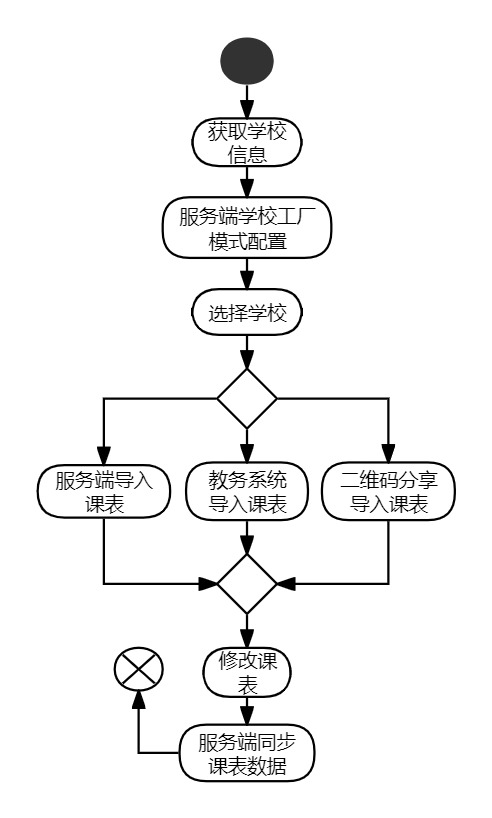 获取学校
信息
服务端学校工厂
模式配置
选择学校
服务端导入
课表
教务系统
导入课表
二维码分享
导入课表
修改课
表
服务端同步
课表数据